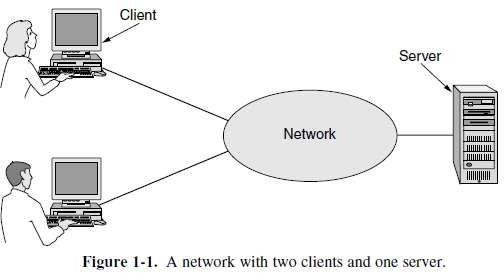 Client
Server
Network
Figure 1-1. A network with two clients and one server.